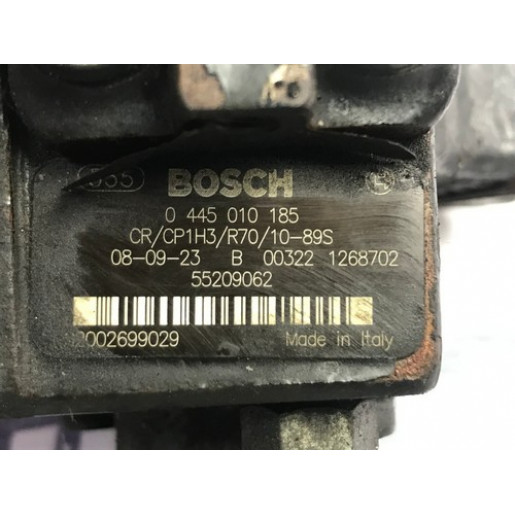 555 BOSCH
0 445 010 185
CR/CP1H3/R70/10-89S
08-09-23 B 00322 1268702
55209062
2002699029 Made in Italy